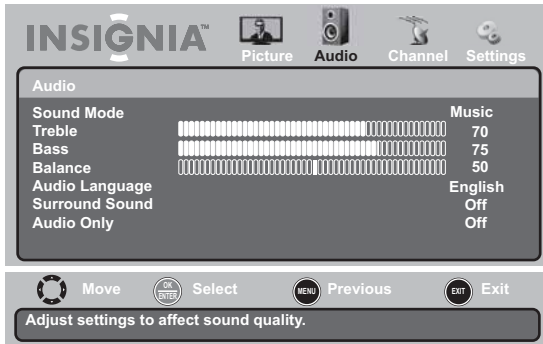 INSIGNIA™
Picture Audio Channel Settings
Audio
Sound Mode Music
Treble 70
Bass 75
Balance 50
Audio Language English
Surround Sound Off
Audio Only Off
Move OK ENTER Select MENU Previous EXIT Exit
Adjust settings to affect sound quality.